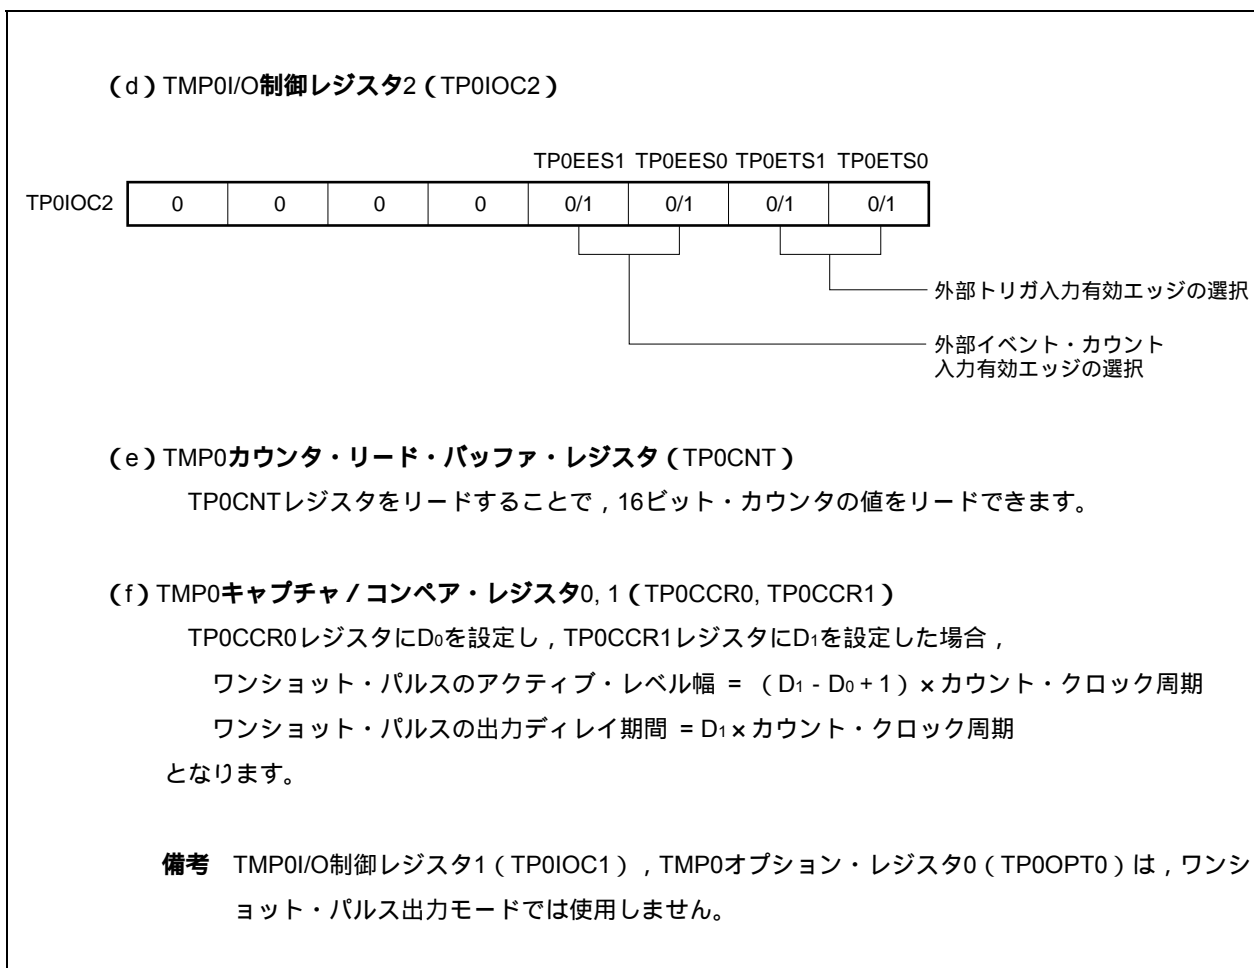 (d)TMP0I/O制御レジスタ2(TP0IOC2)
TP0EES1 TP0EES0 TP0ETS1 TP0ETS0
TP0IOC2 0 0 0 0 0/1 0/1 0/1 0/1
外部トリガ入力有効エッジの選択
外部イベント・カウント
入力有効エッジの選択
(e)TMP0カウンタ・リード・バッファ・レジスタ(TP0CNT)
TP0CNTレジスタをリードすることで,16ビット・カウンタの値をリードできます。
(f)TMP0キャプチャ/コンペア・レジスタ0, 1(TP0CCR0, TP0CCR1)
TP0CCR0レジスタにD0を設定し,TP0CCR1レジスタにD1を設定した場合,
ワンショット・パルスのアクティブ・レベル幅 = (D1 - D0 + 1)×カウント・クロック周期
ワンショット・パルスの出力ディレイ期間 = D1×カウント・クロック周期
となります。
備考 TMP0I/O制御レジスタ1(TP0IOC1),TMP0オプション・レジスタ0(TP0OPT0)は,ワンシ
ョット・パルス出力モードでは使用しません。